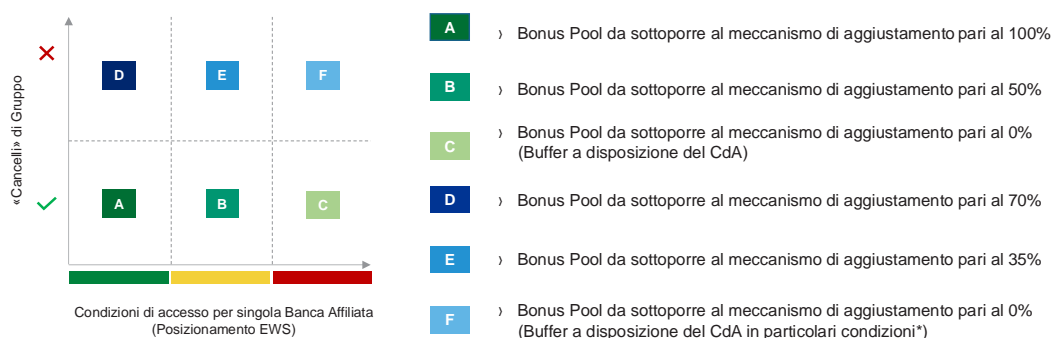 «Cancelli» di Gruppo
D
E
F
A
B
C
Condizioni di accesso per singola Banca Affiliata
(Posizionamento EWS)
A
› Bonus Pool da sottoporre al meccanismo di aggiustamento pari al 100%
B
› Bonus Pool da sottoporre al meccanismo di aggiustamento pari al 50%
C
› Bonus Pool da sottoporre al meccanismo di aggiustamento pari al 0%
(Buffer a disposizione del CdA)
D
› Bonus Pool da sottoporre al meccanismo di aggiustamento pari al 70%
E
› Bonus Pool da sottoporre al meccanismo di aggiustamento pari al 35%
F
› Bonus Pool da sottoporre al meccanismo di aggiustamento pari al 0%
(Buffer a disposizione del CdA in particolari condizioni*)